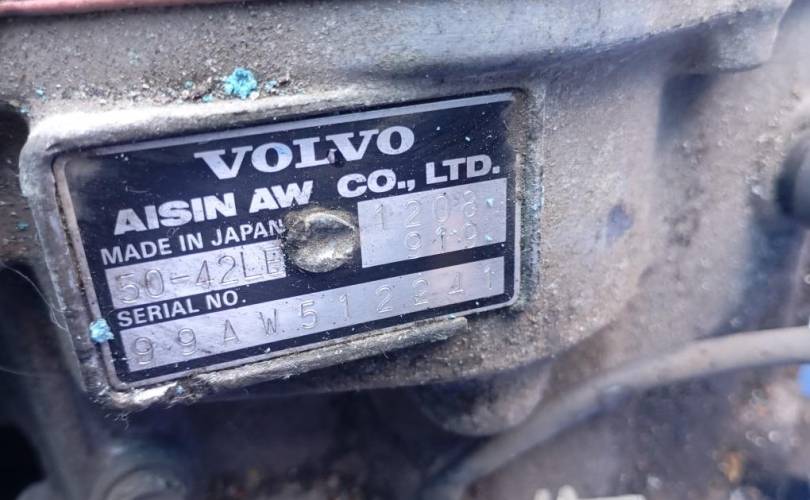 VOLVO
AISIN AW CO., LTD.
MADE IN JAPAN
1208
919
50-42LE
SERIAL NO.
99AW512241